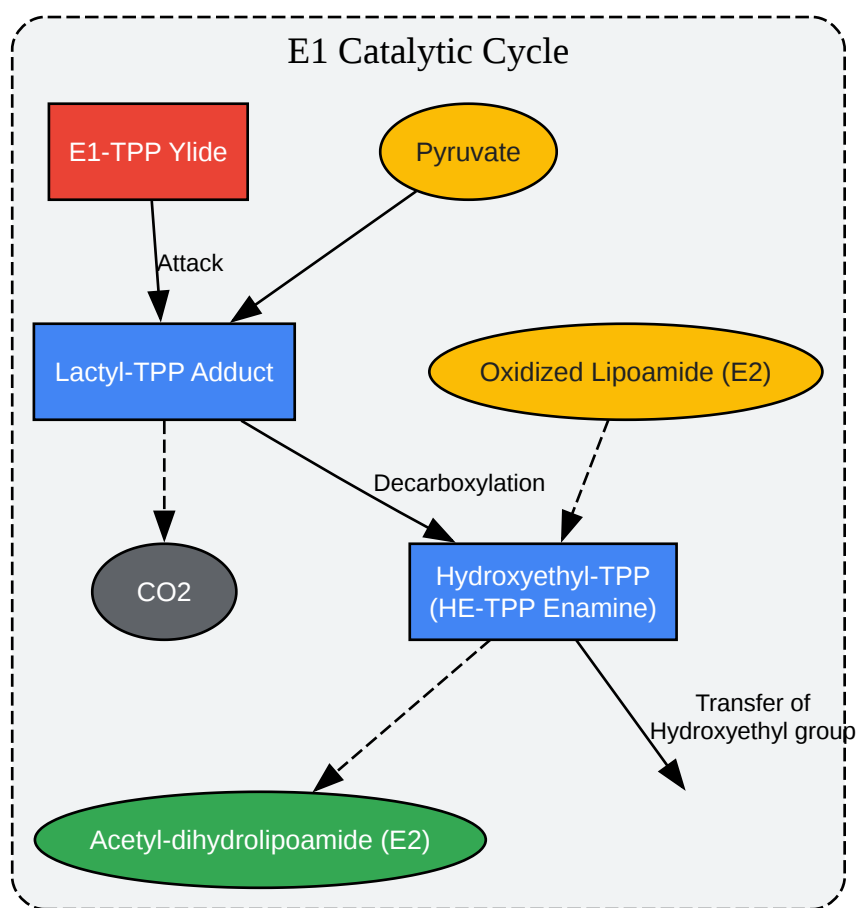 E1 Catalytic Cycle
E1-TPP Ylide
Pyruvate
Attack
Lactyl-TPP Adduct
Oxidized Lipoamide (E2)
Decarboxylation
CO2
Hydroxyethyl-TPP
(HE-TPP Enamine)
Transfer of
Hydroxyethyl group
Acetyl-dihydrolipoamide (E2)